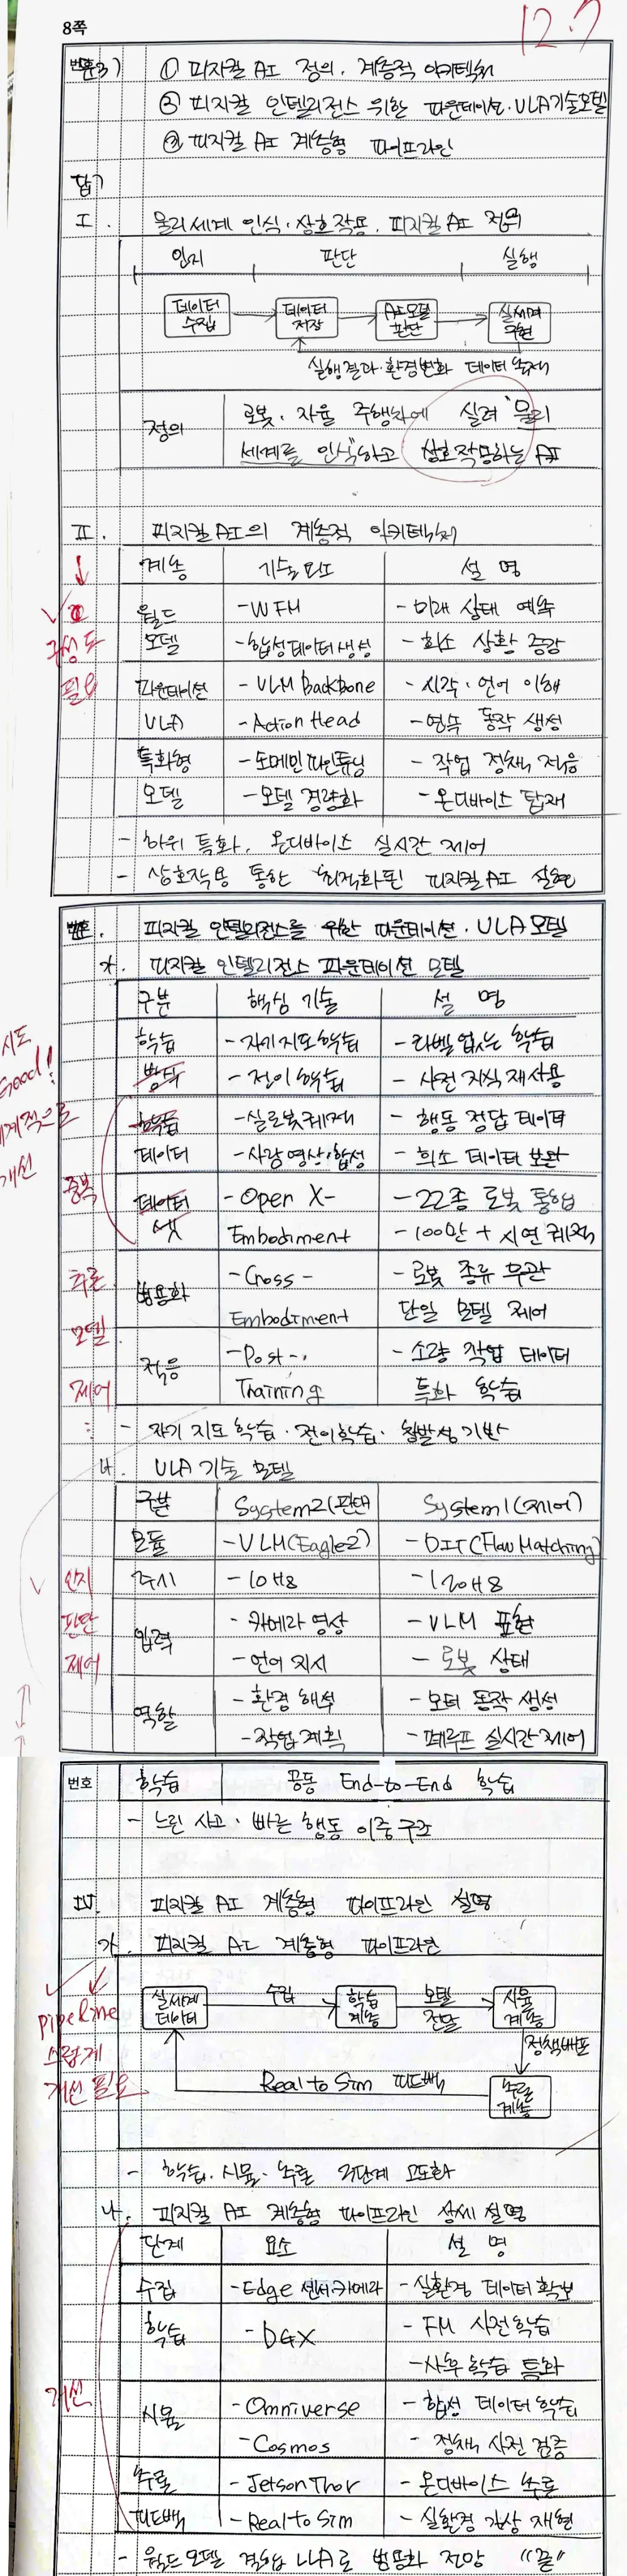 8쪽
12.7
번호
문3) ① 피지컬 AI 정의, 계층적 아키텍처
② 피지컬 인텔리전스 위한 파운데이션·VLA기술모델
③ 피지컬 AI 계층형 파이프라인
답)
I. 물리세계 인식·상호작용, 피지컬 AI 정의
인지 판단 실행
데이터 수집
데이터 저장
AI모델 판단
실세계 구현
실행결과·환경변화 데이터
정의
로봇·자율 주행차에 실려 물리
세계를 인식하고 상호작용하는 AI
II. 피지컬 AI의 계층적 아키텍처
계층 기술요소 설명
월드 - WFM - 미래 상태 예측
모델 - 합성데이터생성 - 희소 상황 증강
구성도
필요
파운데이션 - VLM Backbone - 시각·언어 이해
VLA - Action Head - 연속 동작 생성
특화형 - 도메인파인튜닝 - 작업 정책 적응
모델 - 모델 경량화 - 온디바이스 탑재
- 하위 특화, 온디바이스 실시간 제어
- 상호작용 통한 최적화된 피지컬 AI 실현
번호
피지컬 인텔리전스를 위한 파운데이션·VLA모델
가. 피지컬 인텔리전스 파운데이션 모델
구분 핵심 기술 설명
학습 - 자기지도학습 - 라벨 없는 학습
방식 - 전이 학습 - 사전 지식 재사용
시도
Good!
체계적으로
개선
학습 - 실로봇궤적 - 행동 정답 데이터
데이터 - 사람영상·합성 - 희소 데이터 보완
중복
데이터 - Open X- - 22종 로봇 통합
셋 Embodiment - 100만 + 시연 궤적
범용화 - Cross- - 로봇 종류 무관
Embodiment 단일 모델 제어
적응 - Post- - 소량 작업 데이터
Training 특화 학습
추론
모델
제어
:
- 자기 지도 학습·전이학습·창발성기반
나. VLA 기술 모델
구분 System2(판단) System1(제어)
모듈 - VLM(Eagle2) - DIT(Flow Matching)
주기 - 10Hz - 120Hz
입력 - 카메라 영상 - VLM 표현
- 언어 지시 - 로봇 상태
역할 - 환경 해석 - 모터 동작 생성
- 작업 계획 - 폐루프 실시간제어
인지
판단
제어
번호
학습 공동 End-to-End 학습
- 느린 사고·빠른 행동 이중구조
IV. 피지컬 AI 계층형 파이프라인 설명
가. 피지컬 AI 계층형 파이프라인
실세계 데이터
수집
학습 계층
모델 전달
시뮬 계층
정책배포
추론 계층
Real to Sim 피드백
pipeline
스럽게
개선 필요
- 학습·시뮬·추론 3단계 고도화
나. 피지컬 AI 계층형 파이프라인 상세 설명
단계 요소 설명
수집 - Edge 센서·카메라 - 실환경 데이터 확보
학습 - DGX - FM 사전학습
- 사후 학습 특화
시뮬 - Omniverse - 합성 데이터 학습
- Cosmos - 정책 사전 검증
개선
추론 - Jetson Thor - 온디바이스 추론
피드백 - Real to Sim - 실환경 가상 재현
- 월드 모델 결합 VLA로 범용화 전망 "끝"